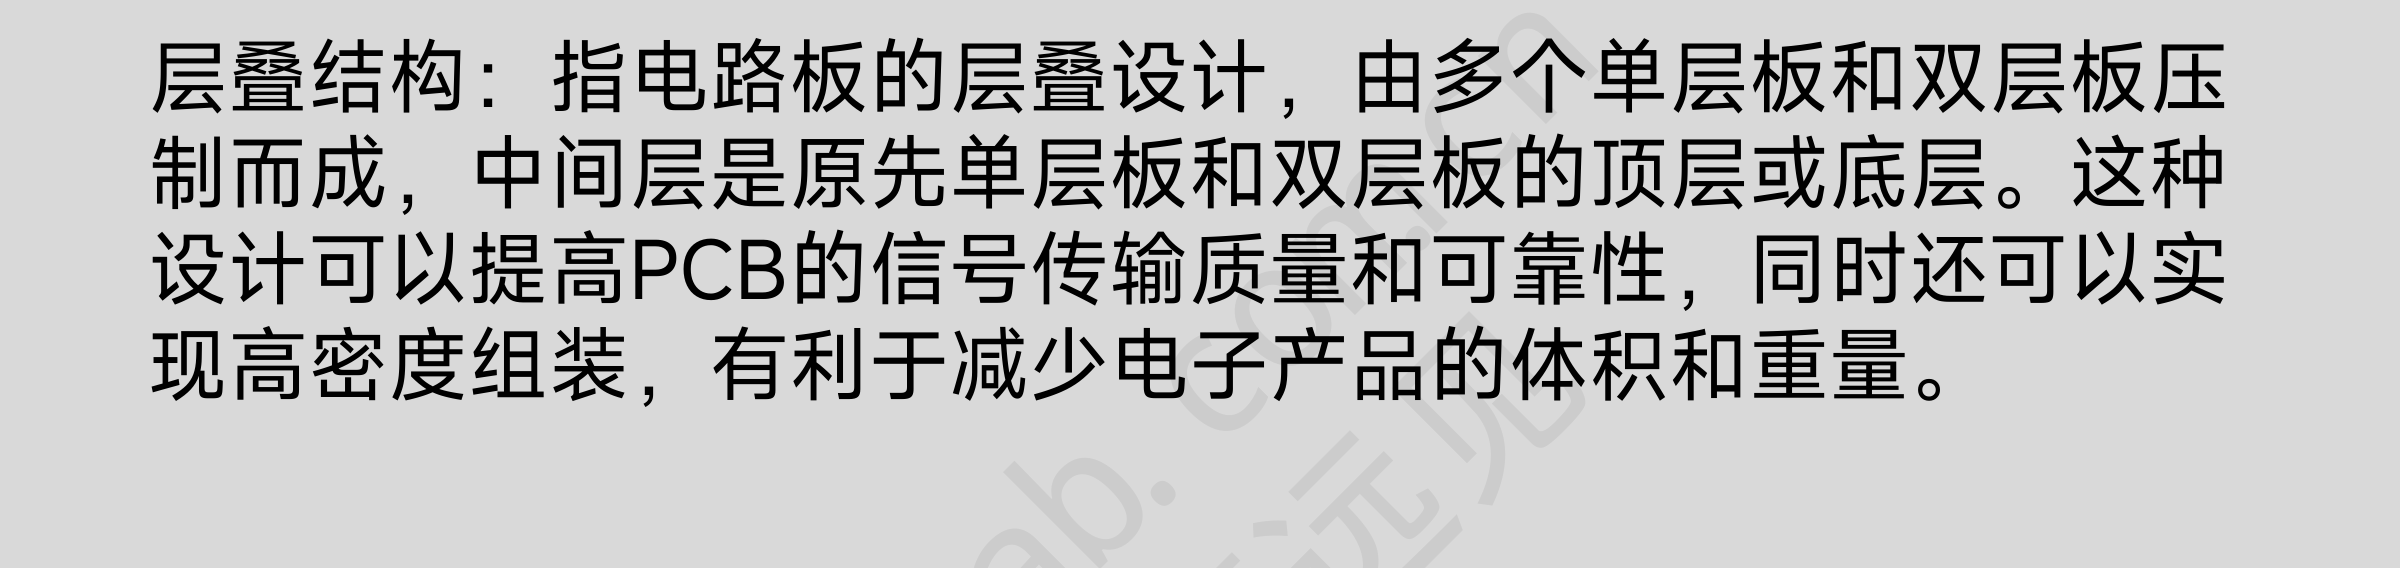 层叠结构：指电路板的层叠设计，由多个单层板和双层板压
制而成，中间层是原先单层板和双层板的顶层或底层。这种
设计可以提高PCB的信号传输质量和可靠性，同时还可以实
现高密度组装，有利于减少电子产品的体积和重量。
ab.com.cn
远见